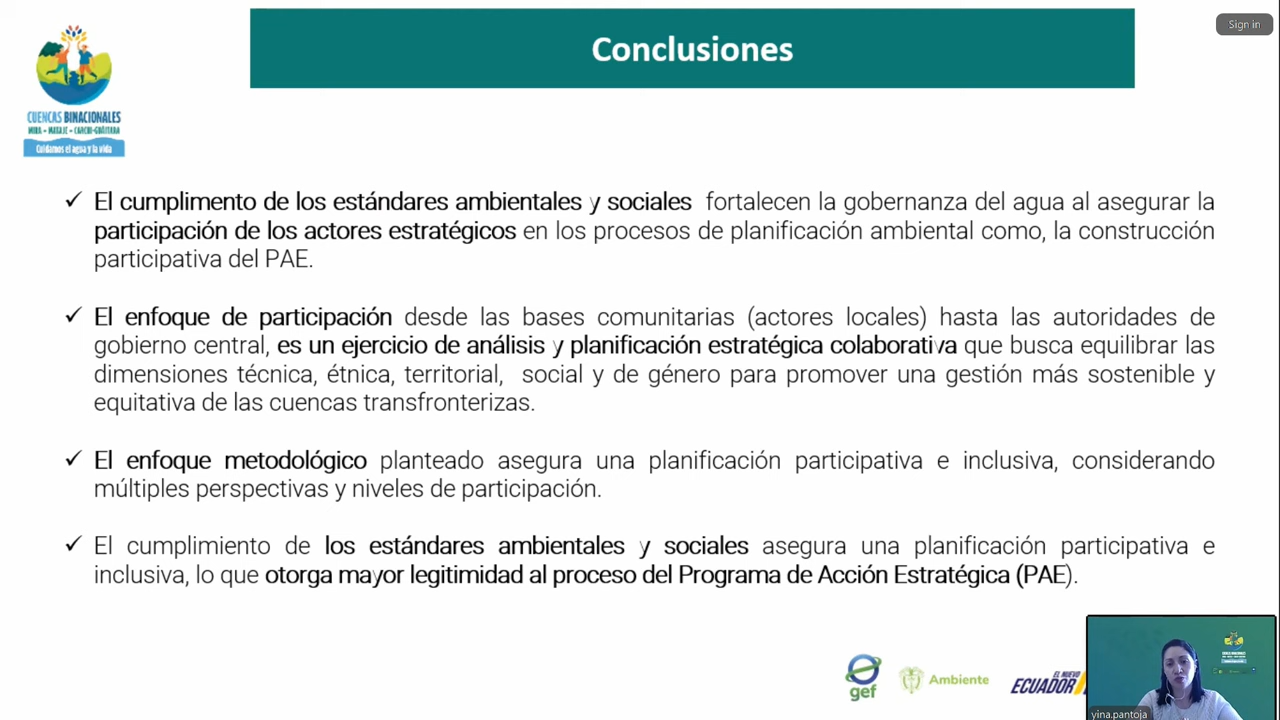 Conclusiones
Sign in
CUENCAS BINACIONALES
MIRA - MATAJE - CARCHI-GUÁITARA
Cuidamos el agua y la vida
✓ El cumplimento de los estándares ambientales y sociales fortalecen la gobernanza del agua al asegurar la
participación de los actores estratégicos en los procesos de planificación ambiental como, la construcción
participativa del PAE.
✓ El enfoque de participación desde las bases comunitarias (actores locales) hasta las autoridades de
gobierno central, es un ejercicio de análisis y planificación estratégica colaborativa que busca equilibrar las
dimensiones técnica, étnica, territorial, social y de género para promover una gestión más sostenible y
equitativa de las cuencas transfronterizas.
✓ El enfoque metodológico planteado asegura una planificación participativa e inclusiva, considerando
múltiples perspectivas y niveles de participación.
✓ El cumplimiento de los estándares ambientales y sociales asegura una planificación participativa e
inclusiva, lo que otorga mayor legitimidad al proceso del Programa de Acción Estratégica (PAE).
gef
Ambiente
EL NUEVO
ECUADOR
yina.pantoja